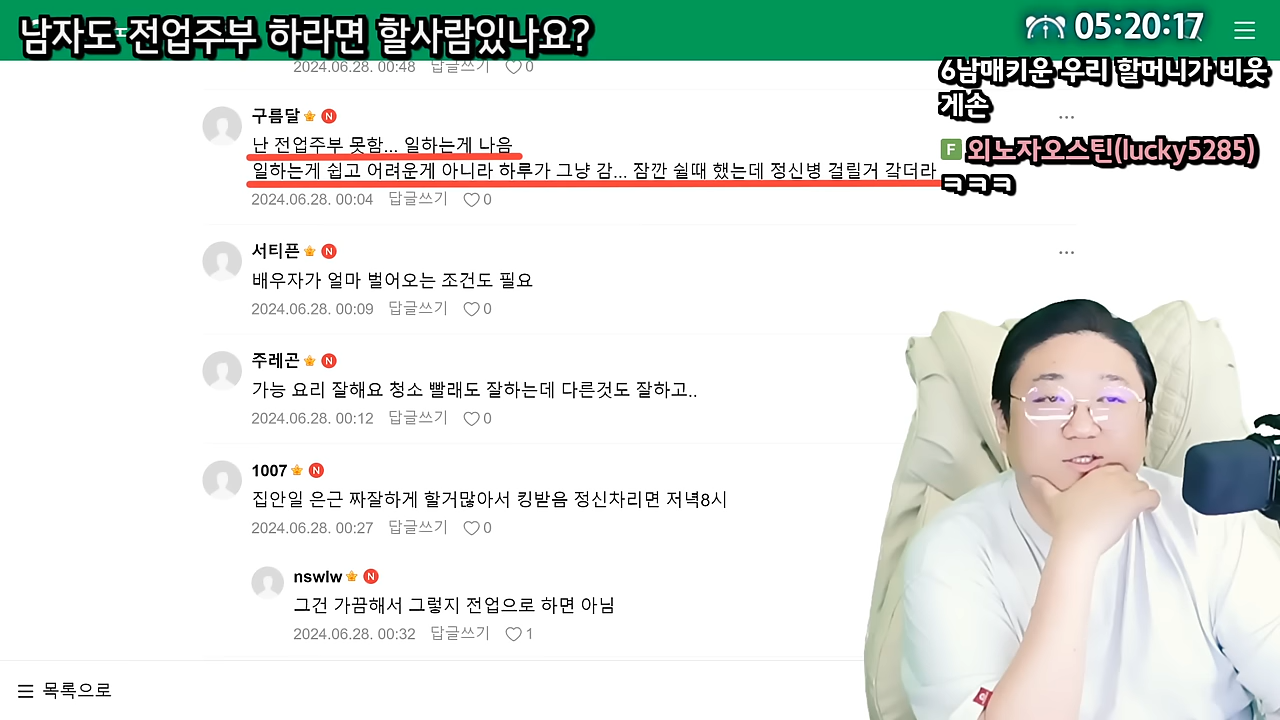 남자도 전업주부 하라면 할사람있나요?
05:20:17
2024.06.28. 00:48 답글쓰기 0
6남매키운 우리 할머니가 비웃
게손
F 외노자오스틴(lucky5285)
ㅋㅋㅋ
구름달 N
난 전업주부 못함... 일하는게 나음
일하는게 쉽고 어려운게 아니라 하루가 그냥 감... 잠깐 쉴때 했는데 정신병 걸릴거 각더라
2024.06.28. 00:04 답글쓰기 0
서티픈 N
배우자가 얼마 벌어오는 조건도 필요
2024.06.28. 00:09 답글쓰기 0
주레곤 N
가능 요리 잘해요 청소 빨래도 잘하는데 다른것도 잘하고..
2024.06.28. 00:12 답글쓰기 0
1007 N
집안일 은근 짜잘하게 할거많아서 킹받음 정신차리면 저녁8시
2024.06.28. 00:27 답글쓰기 0
nswlw N
그건 가끔해서 그렇지 전업으로 하면 아님
2024.06.28. 00:32 답글쓰기 1
목록으로